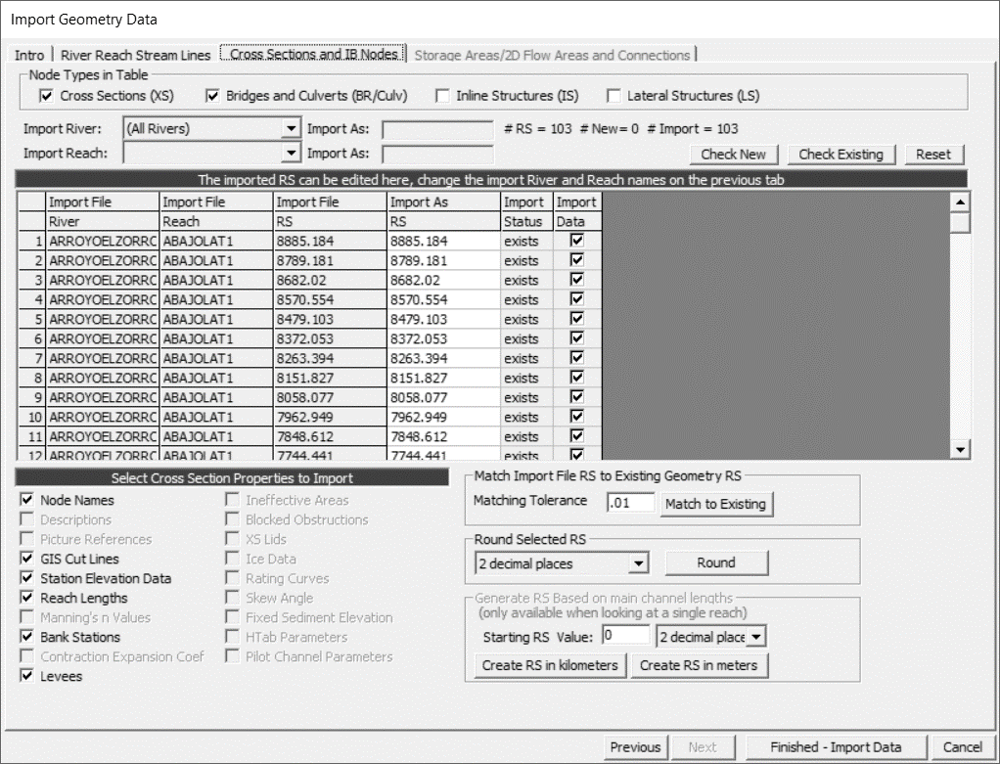 Import Geometry Data
Intro River Reach Stream Lines Cross Sections and IB Nodes Storage Areas/2D Flow Areas and Connections
Node Types in Table
Cross Sections (XS) Bridges and Culverts (BR/Culv) Inline Structures (IS) Lateral Structures (LS)
Import River: (All Rivers) Import As: # RS = 103 # New= 0 # Import = 103
Import Reach: Import As: Check New Check Existing Reset
The imported RS can be edited here, change the import River and Reach names on the previous tab
Import File Import File Import File Import As Import Import
River Reach RS RS Status Data
1 ARROYOELZORRC ABAJOLAT1 8885.184 8885.184 exists
2 ARROYOELZORRC ABAJOLAT1 8789.181 8789.181 exists
3 ARROYOELZORRC ABAJOLAT1 8682.02 8682.02 exists
4 ARROYOELZORRC ABAJOLAT1 8570.554 8570.554 exists
5 ARROYOELZORRC ABAJOLAT1 8479.103 8479.103 exists
6 ARROYOELZORRC ABAJOLAT1 8372.053 8372.053 exists
7 ARROYOELZORRC ABAJOLAT1 8263.394 8263.394 exists
8 ARROYOELZORRC ABAJOLAT1 8151.827 8151.827 exists
9 ARROYOELZORRC ABAJOLAT1 8058.077 8058.077 exists
10 ARROYOELZORRC ABAJOLAT1 7962.949 7962.949 exists
11 ARROYOELZORRC ABAJOLAT1 7848.612 7848.612 exists
12 ARROYOELZORRC ABAJOLAT1 7744.441 7744.441 exists
Select Cross Section Properties to Import
Node Names Ineffective Areas
Descriptions Blocked Obstructions
Picture References XS Lids
GIS Cut Lines Ice Data
Station Elevation Data Rating Curves
Reach Lengths Skew Angle
Manning's n Values Fixed Sediment Elevation
Bank Stations HTab Parameters
Contraction Expansion Coef Pilot Channel Parameters
Levees
Match Import File RS to Existing Geometry RS
Matching Tolerance .01 Match to Existing
Round Selected RS
2 decimal places Round
Generate RS Based on main channel lengths
(only available when looking at a single reach)
Starting RS Value: 0 2 decimal place
Create RS in kilometers Create RS in meters
Previous Next Finished - Import Data Cancel